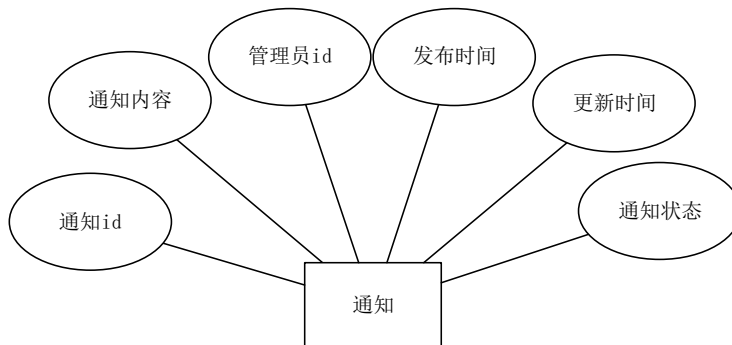 管理员id
发布时间
通知内容
更新时间
通知id
通知状态
通知